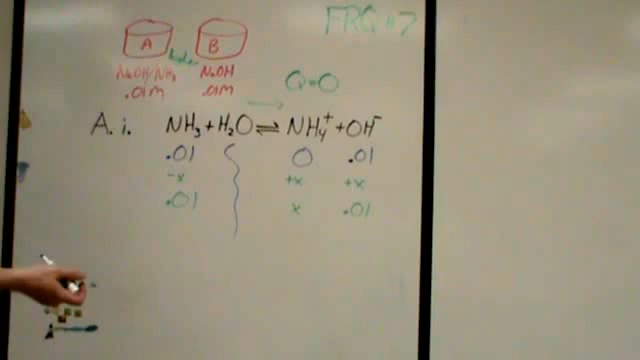 FRQ #7
A B
NaOH/NH₃ NaOH
.01M .01M
Q=0
→
A. i. NH₃ + H₂O ⇌ NH₄⁺ + OH⁻
.01 0 .01
-x +x +x
.01 x .01